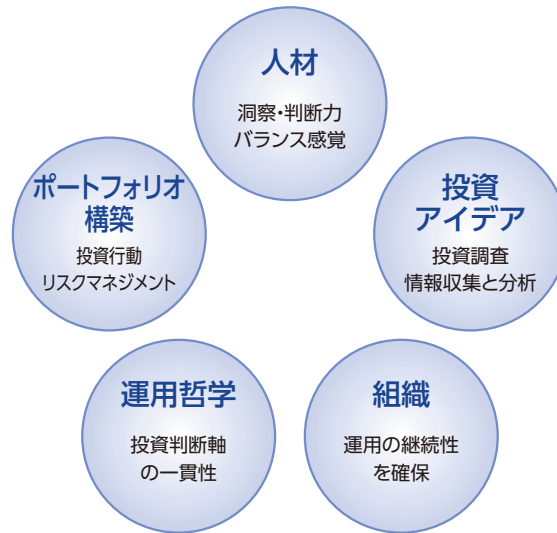 人材
洞察・判断力
バランス感覚
ポートフォリオ
構築
投資行動
リスクマネジメント
投資
アイデア
投資調査
情報収集と分析
運用哲学
投資判断軸
の一貫性
組織
運用の継続性
を確保